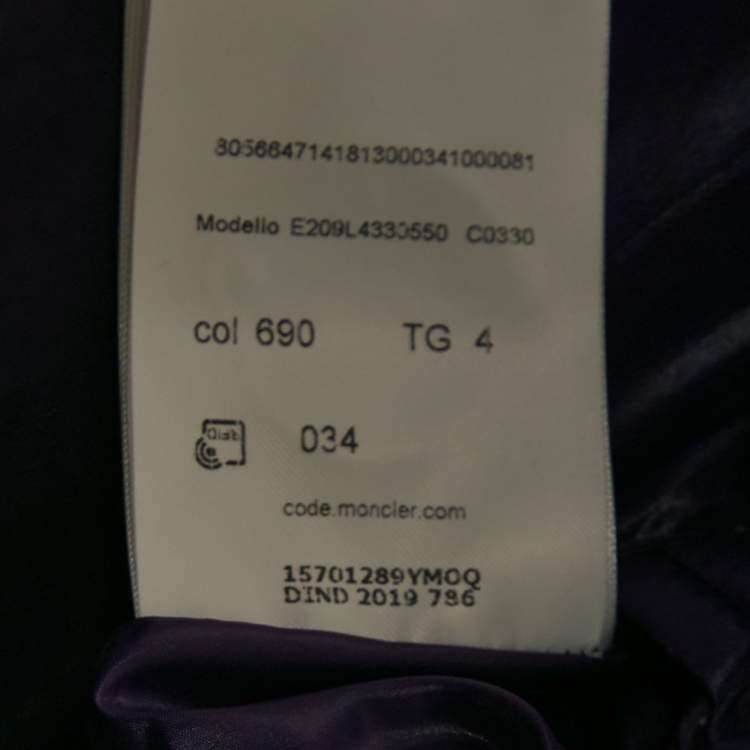 8056647141813000341000081
Modello E209L4330550 C0330
col 690 TG 4
034
code.moncler.com
15701289YMOQ
DIND 2019 786